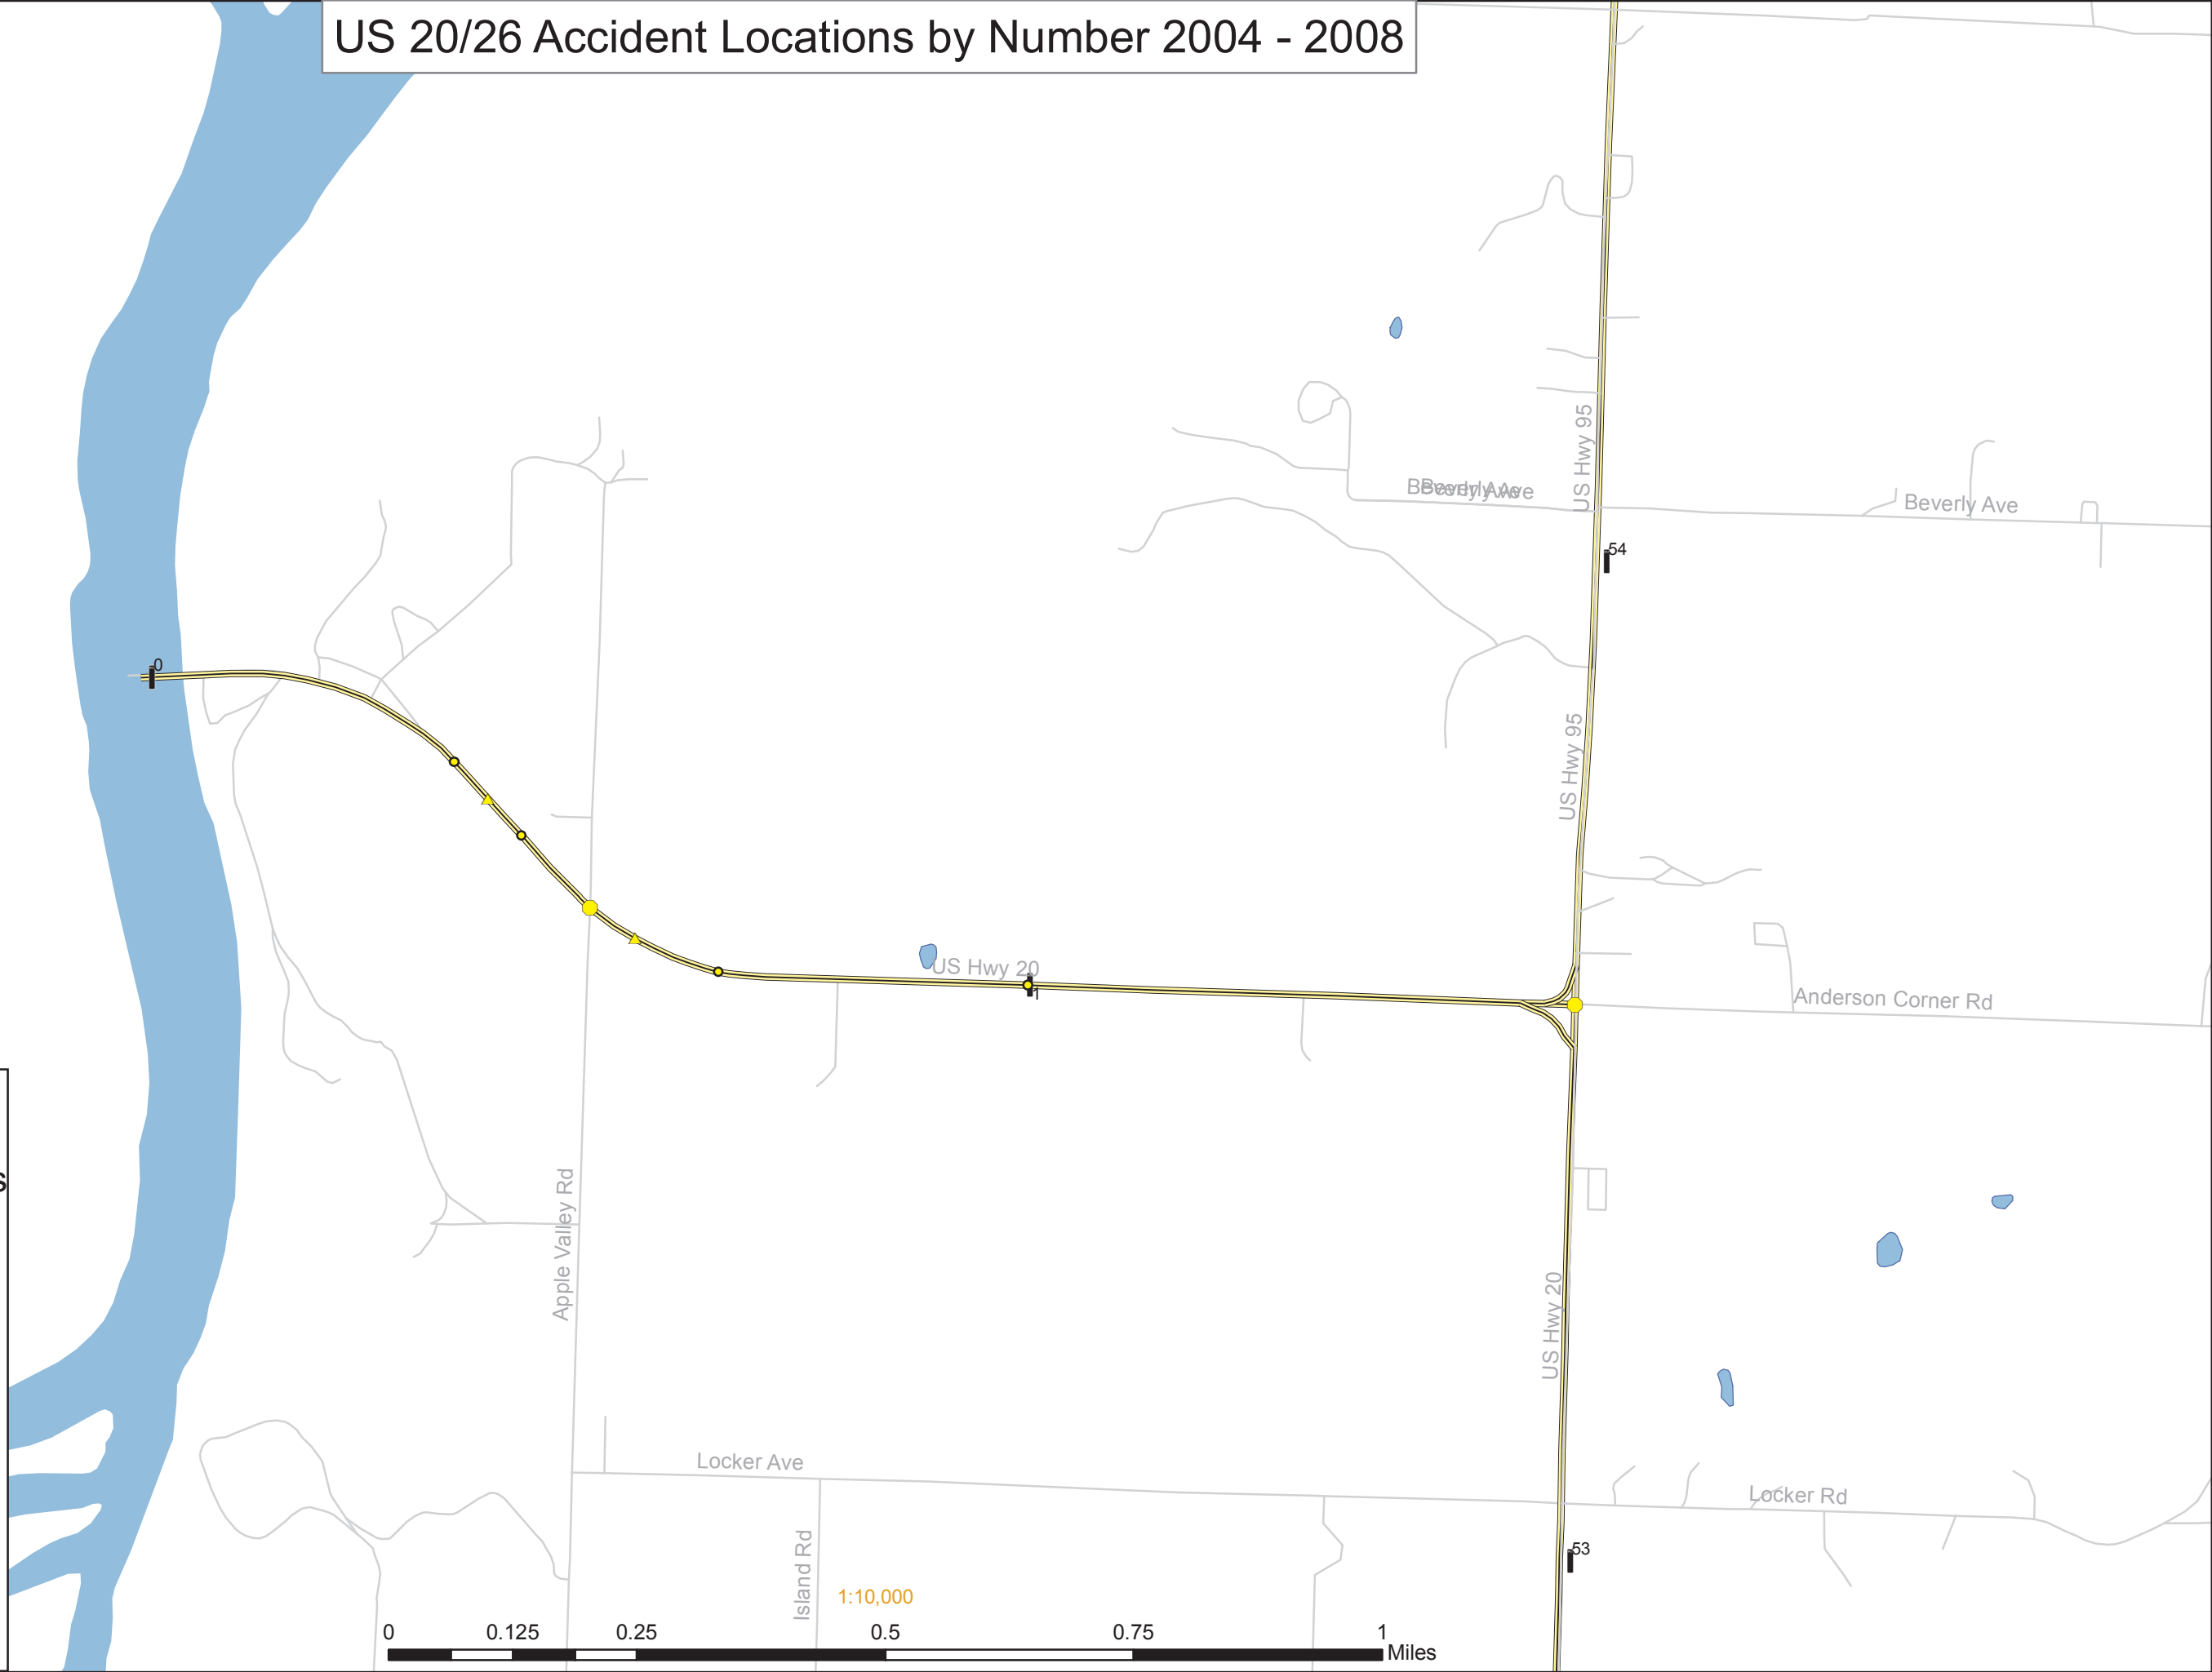 US 20/26 Accident Locations by Number 2004 - 2008
US Hwy 95
Beverly Ave
Beverly Ave
Beverly Ave
54
0
US Hwy 95
US Hwy 20
1
Anderson Corner Rd
s
Apple Valley Rd
US Hwy 20
Locker Ave
Locker Rd
Island Rd
53
1:10,000
0 0.125 0.25 0.5 0.75 1
Miles